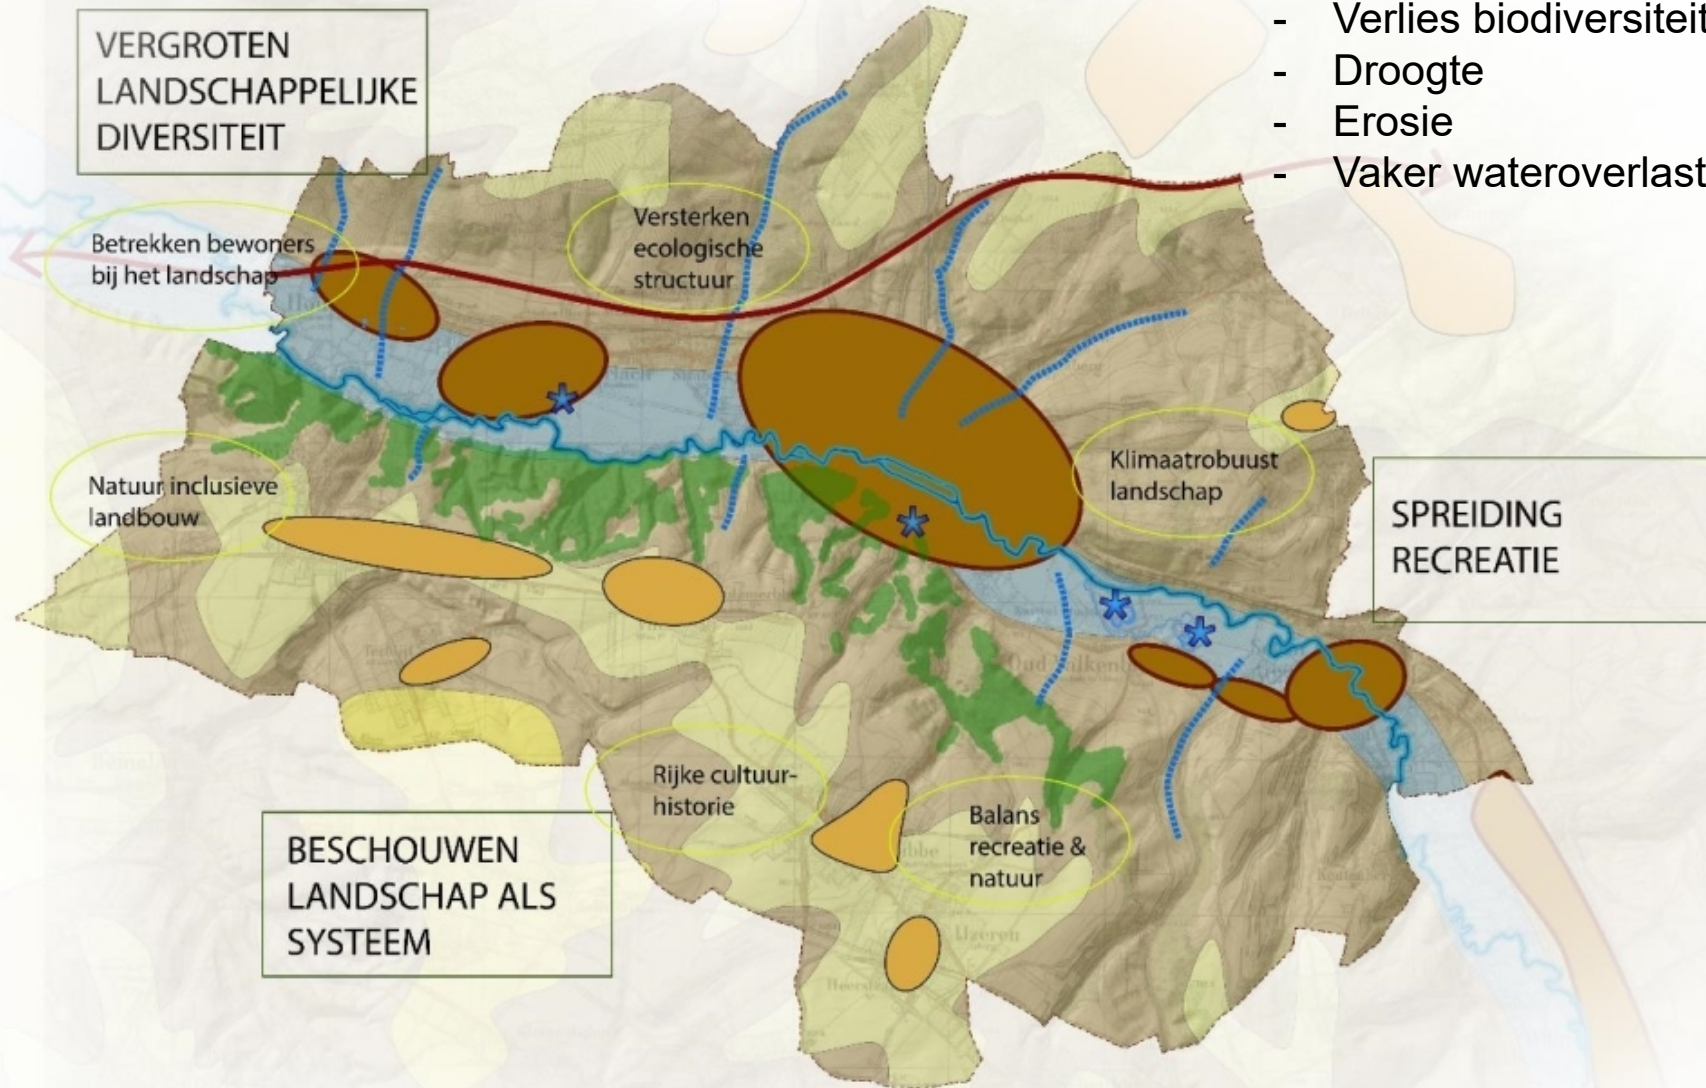 - Verlies biodiversiteit
- Droogte
- Erosie
- Vaker wateroverlast
VERGROTEN
LANDSCHAPPELIJKE
DIVERSITEIT
Betrekken bewoners
bij het landschap
Versterken
ecologische
structuur
Klimaatrobuust
landschap
Natuur inclusieve
landbouw
SPREIDING
RECREATIE
Rijke cultuur-
historie
Balans
recreatie &
natuur
BESCHOUWEN
LANDSCHAP ALS
SYSTEEM
IJzeren